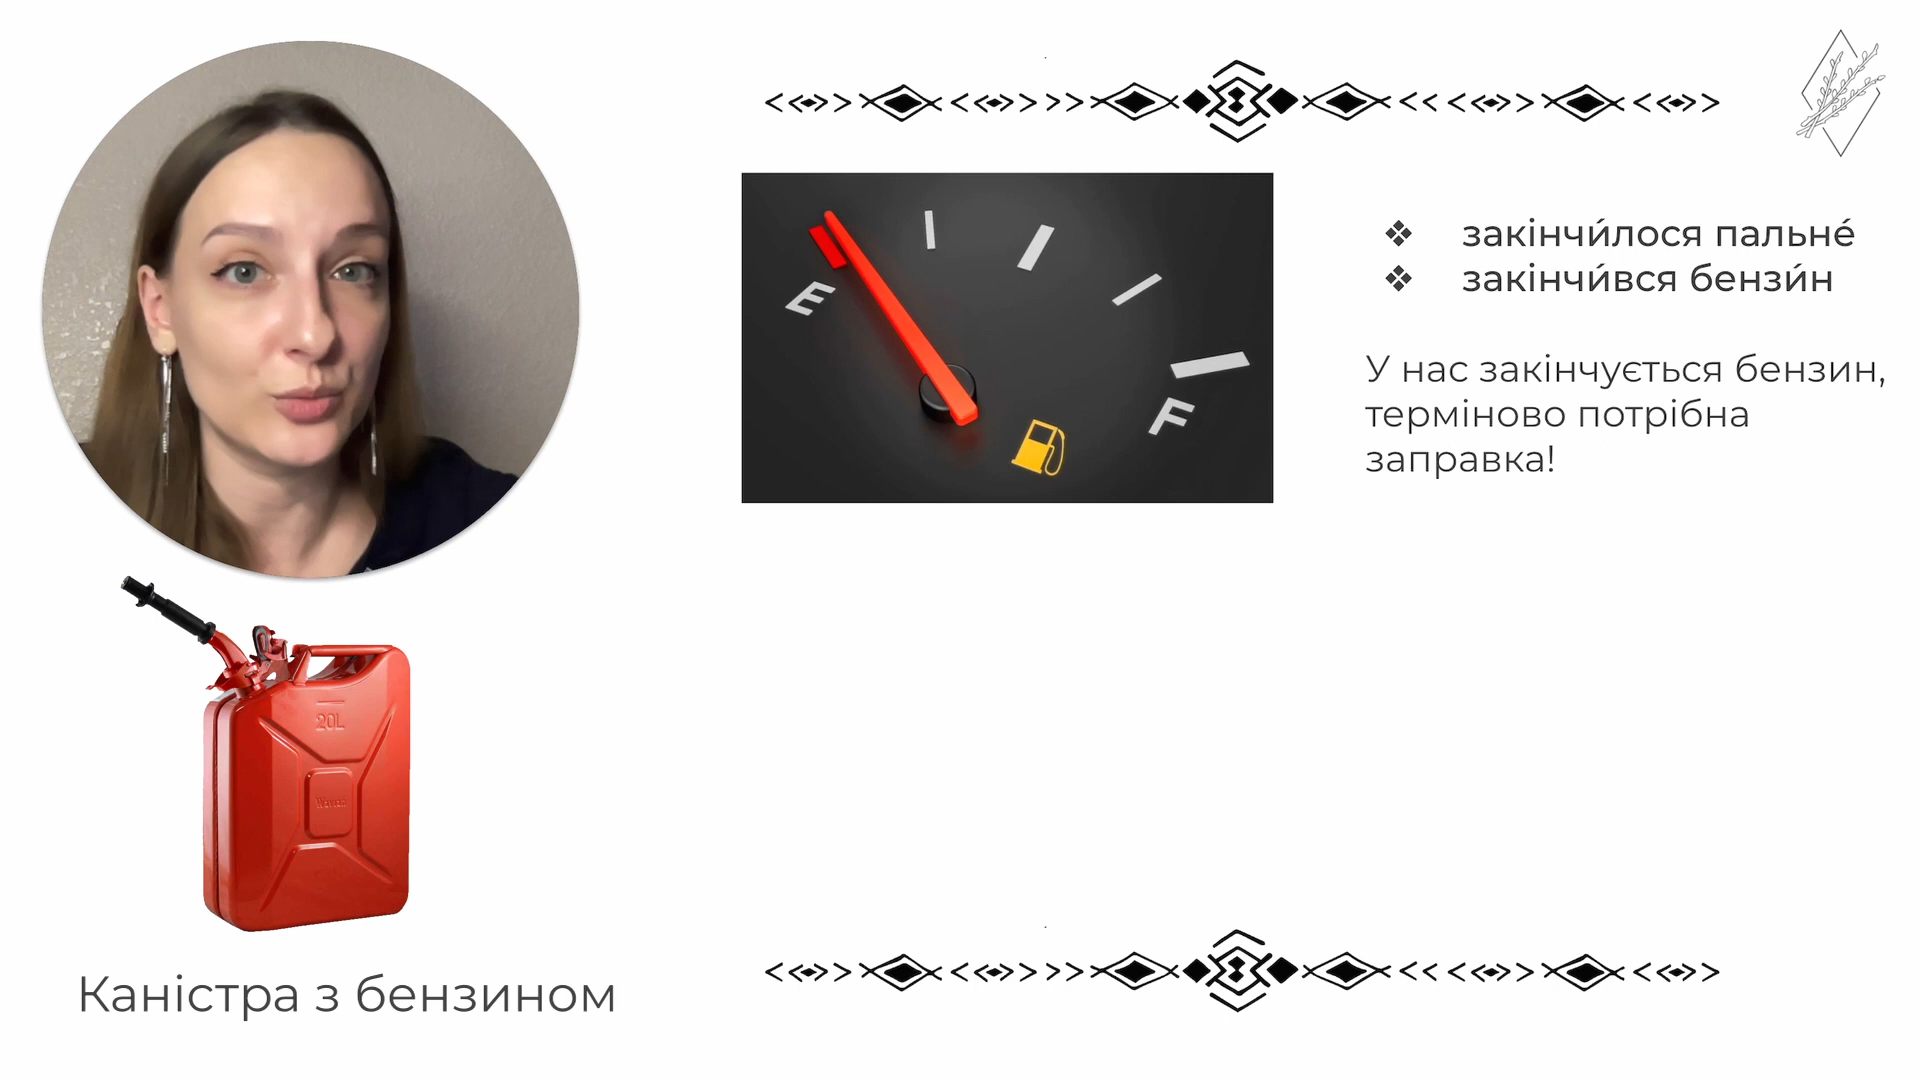 закінчи́лося пальне́
закінчи́вся бензи́н
У нас закінчується бензин,
терміново потрібна
заправка!
E
F
20L
Каністра з бензином